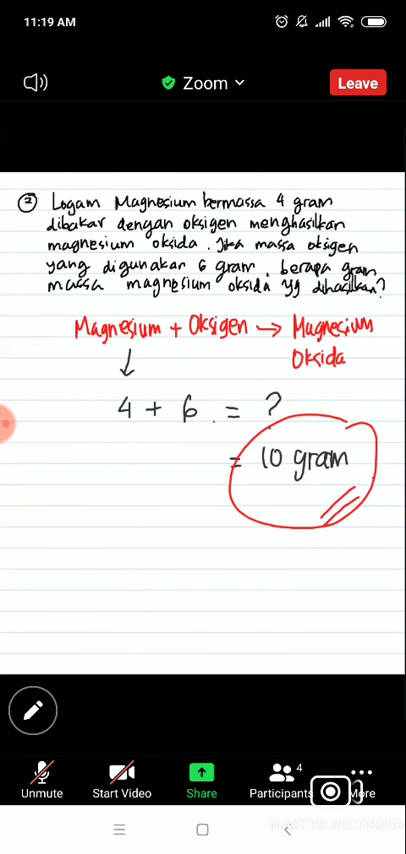 11:19 AM
Zoom
Leave
② Logam Magnesium bermassa 4 gram
dibakar dengan oksigen menghasilkan
magnesium oksida. Jika massa oksigen
yang digunakan 6 gram, berapa gram
massa magnesium oksida yg dihasilkan?
Magnesium + Oksigen → Magnesium
Oksida
↓
4 + 6 = ?
= 10 gram
Unmute
Start Video
Share
Participants
4
More
MASTER RECORDER